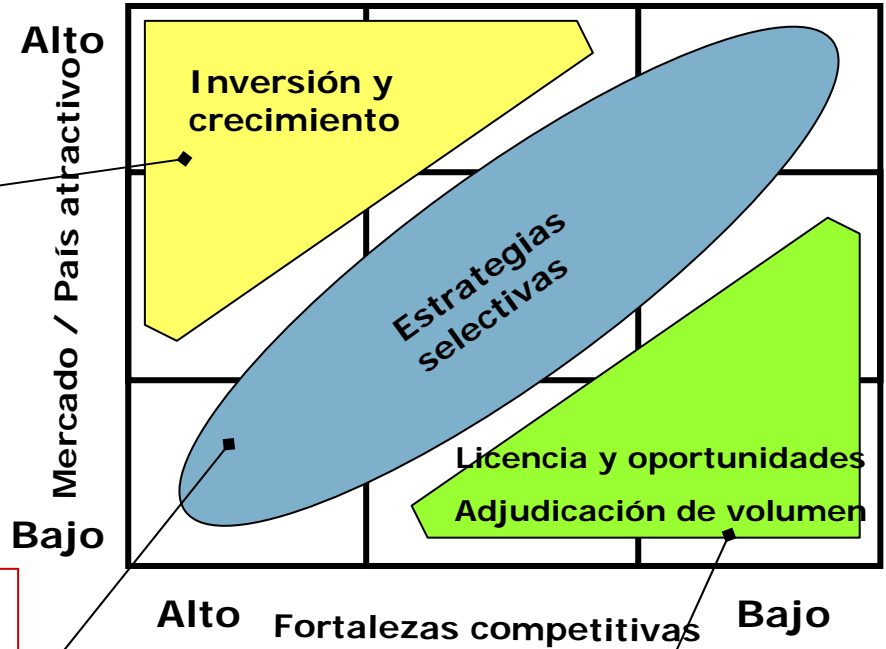 Alto
Mercado / País atractivo
Bajo
Inversión y
crecimiento
Estrategias
selectivas
Licencia y oportunidades
Adjudicación de volumen
Alto
Fortalezas competitivas
Bajo